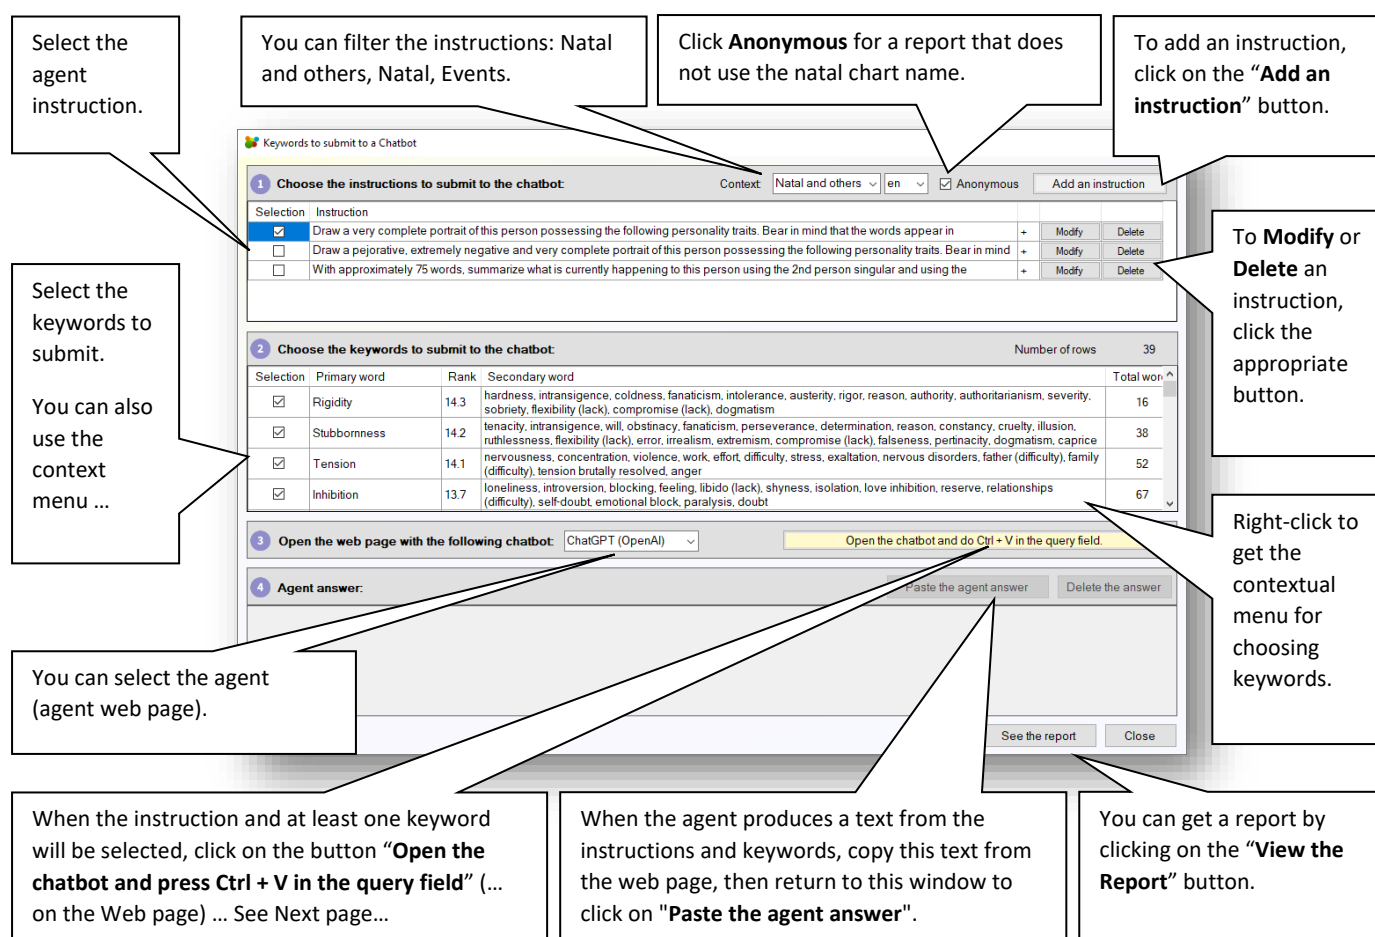 Select the
agent
instruction.
You can filter the instructions: Natal
and others, Natal, Events.
Click Anonymous for a report that does
not use the natal chart name.
To add an instruction,
click on the “Add an
instruction” button.
Keywords to submit to a Chatbot
1 Choose the instructions to submit to the chatbot:
Context: Natal and others en Anonymous Add an instruction
Selection Instruction
Draw a very complete portrait of this person possessing the following personality traits. Bear in mind that the words appear in + Modify Delete
Draw a pejorative, extremely negative and very complete portrait of this person possessing the following personality traits. Bear in mind + Modify Delete
With approximately 75 words, summarize what is currently happening to this person using the 2nd person singular and using the + Modify Delete
To Modify or
Delete an
instruction,
click the
appropriate
button.
Select the
keywords to
submit.
You can also
use the
context
menu ...
2 Choose the keywords to submit to the chatbot: Number of rows 39
Selection Primary word Rank Secondary word Total wor
Rigidity 14.3 hardness, intransigence, coldness, fanaticism, intolerance, austerity, rigor, reason, authority, authoritarianism, severity,
sobriety, flexibility (lack), compromise (lack), dogmatism 16
Stubbornness 14.2 tenacity, intransigence, will, obstinacy, fanaticism, perseverance, determination, reason, constancy, cruelty, illusion,
ruthlessness, flexibility (lack), error, irrealism, extremism, compromise (lack), falseness, pertinacity, dogmatism, caprice 38
Tension 14.1 nervousness, concentration, violence, work, effort, difficulty, stress, exaltation, nervous disorders, father (difficulty), family
(difficulty), tension brutally resolved, anger 52
Inhibition 13.7 loneliness, introversion, blocking, feeling, libido (lack), shyness, isolation, love inhibition, reserve, relationships
(difficulty), self-doubt, emotional block, paralysis, doubt 67
Right-click to
get the
contextual
menu for
choosing
keywords.
3 Open the web page with the following chatbot: ChatGPT (OpenAI) Open the chatbot and do Ctrl + V in the query field.
4 Agent answer: Paste the agent answer Delete the answer
You can select the agent
(agent web page).
See the report Close
When the instruction and at least one keyword
will be selected, click on the button “Open the
chatbot and press Ctrl + V in the query field” (...
on the Web page) ... See Next page...
When the agent produces a text from the
instructions and keywords, copy this text from
the web page, then return to this window to
click on "Paste the agent answer".
You can get a report by
clicking on the “View the
Report” button.